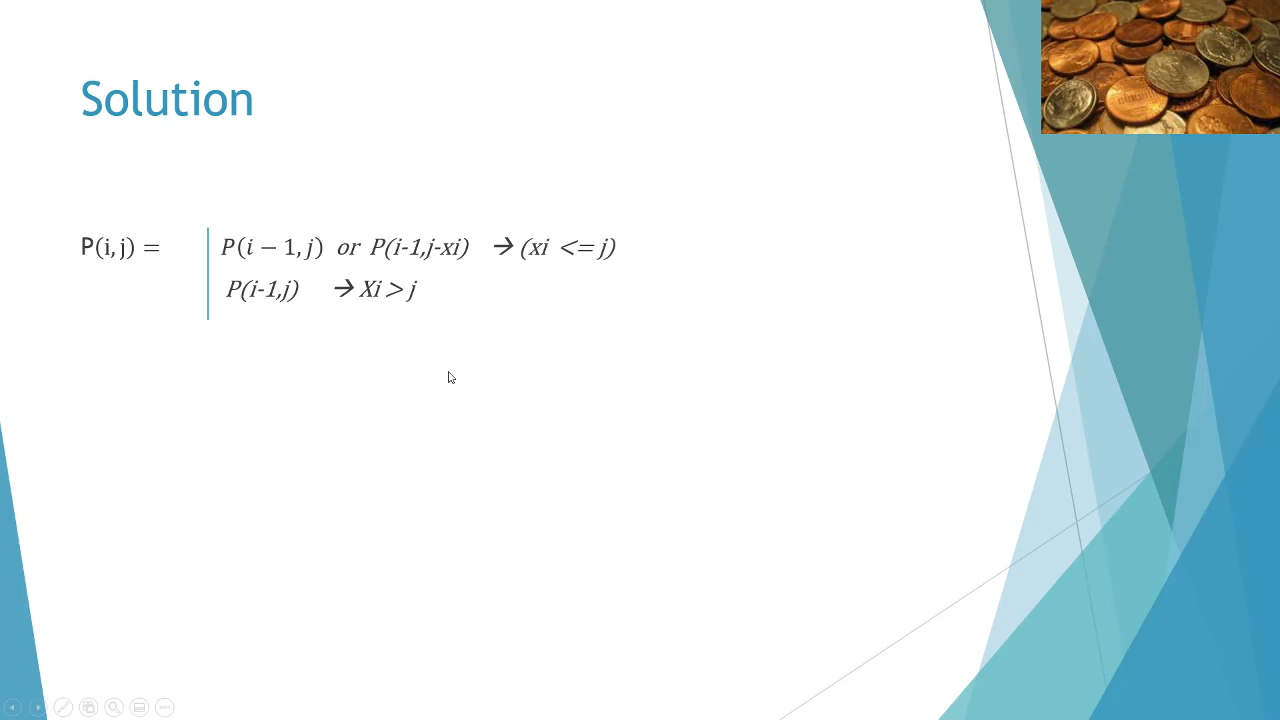 Solution
P(i,j) = P(i − 1, j) or P(i-1,j-xi) → (xi <= j)
P(i-1,j) → Xi > j